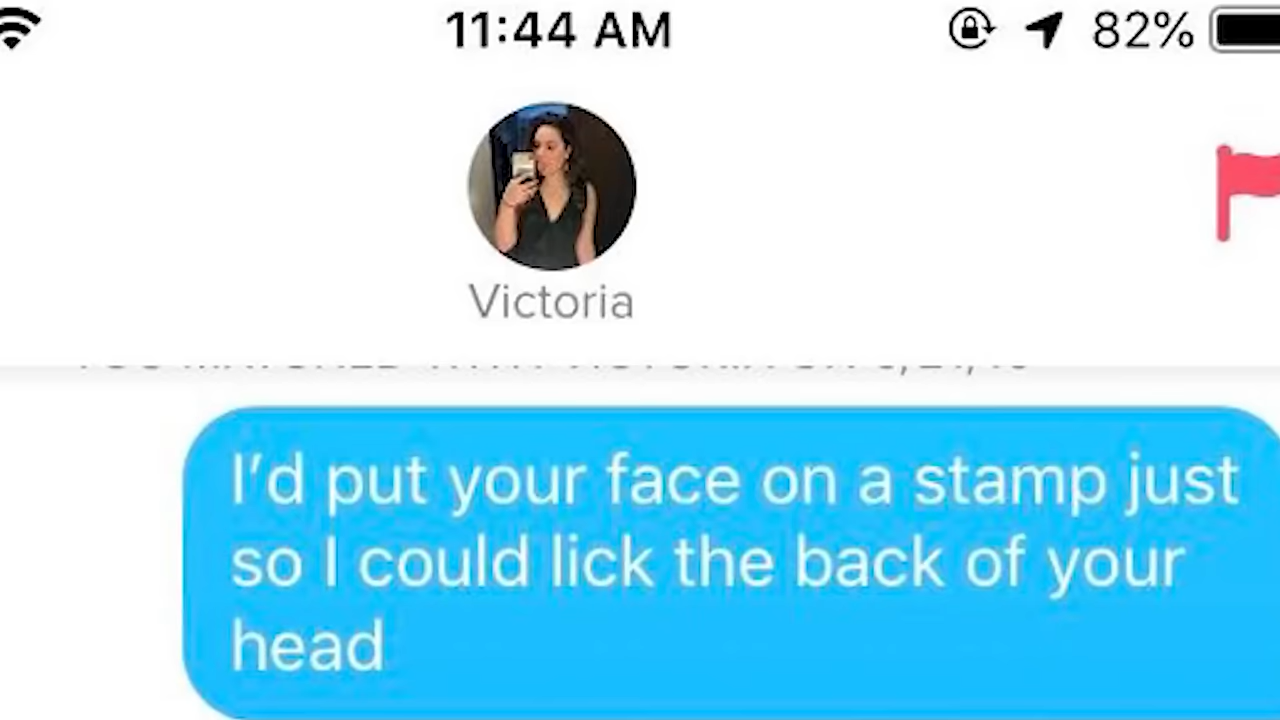 11:44 AM 82%
Victoria
I'd put your face on a stamp just
so I could lick the back of your
head